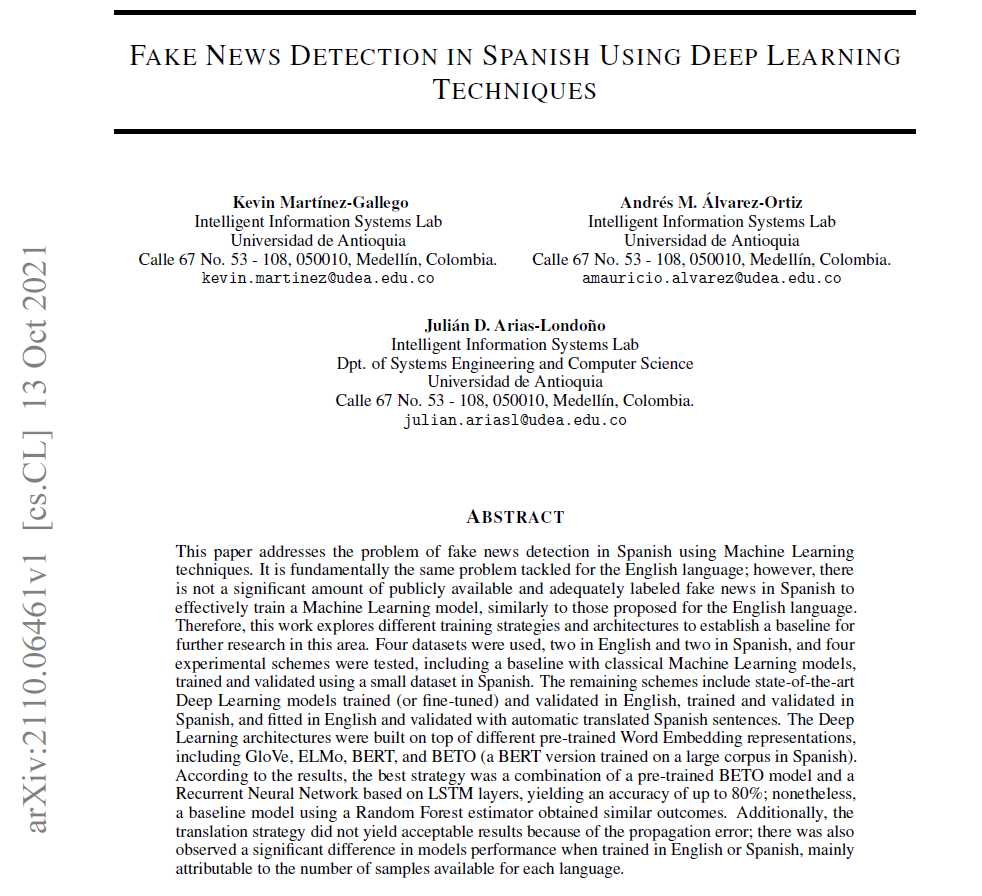 FAKE NEWS DETECTION IN SPANISH USING DEEP LEARNING
TECHNIQUES
Kevin Martínez-Gallego
Intelligent Information Systems Lab
Universidad de Antioquia
Calle 67 No. 53 - 108, 050010, Medellín, Colombia.
kevin.martinez@udea.edu.co
Andrés M. Álvarez-Ortiz
Intelligent Information Systems Lab
Universidad de Antioquia
Calle 67 No. 53 - 108, 050010, Medellín, Colombia.
amauricio.alvarez@udea.edu.co
Julián D. Arias-Londoño
Intelligent Information Systems Lab
Dpt. of Systems Engineering and Computer Science
Universidad de Antioquia
Calle 67 No. 53 - 108, 050010, Medellín, Colombia.
julian.ariasl@udea.edu.co
ABSTRACT
This paper addresses the problem of fake news detection in Spanish using Machine Learning
techniques. It is fundamentally the same problem tackled for the English language; however, there
is not a significant amount of publicly available and adequately labeled fake news in Spanish to
effectively train a Machine Learning model, similarly to those proposed for the English language.
Therefore, this work explores different training strategies and architectures to establish a baseline for
further research in this area. Four datasets were used, two in English and two in Spanish, and four
experimental schemes were tested, including a baseline with classical Machine Learning models,
trained and validated using a small dataset in Spanish. The remaining schemes include state-of-the-art
Deep Learning models trained (or fine-tuned) and validated in English, trained and validated in
Spanish, and fitted in English and validated with automatic translated Spanish sentences. The Deep
Learning architectures were built on top of different pre-trained Word Embedding representations,
including GloVe, ELMo, BERT, and BETO (a BERT version trained on a large corpus in Spanish).
According to the results, the best strategy was a combination of a pre-trained BETO model and a
Recurrent Neural Network based on LSTM layers, yielding an accuracy of up to 80%; nonetheless,
a baseline model using a Random Forest estimator obtained similar outcomes. Additionally, the
translation strategy did not yield acceptable results because of the propagation error; there was also
observed a significant difference in models performance when trained in English or Spanish, mainly
attributable to the number of samples available for each language.
arXiv:2110.06461v1 [cs.CL] 13 Oct 2021